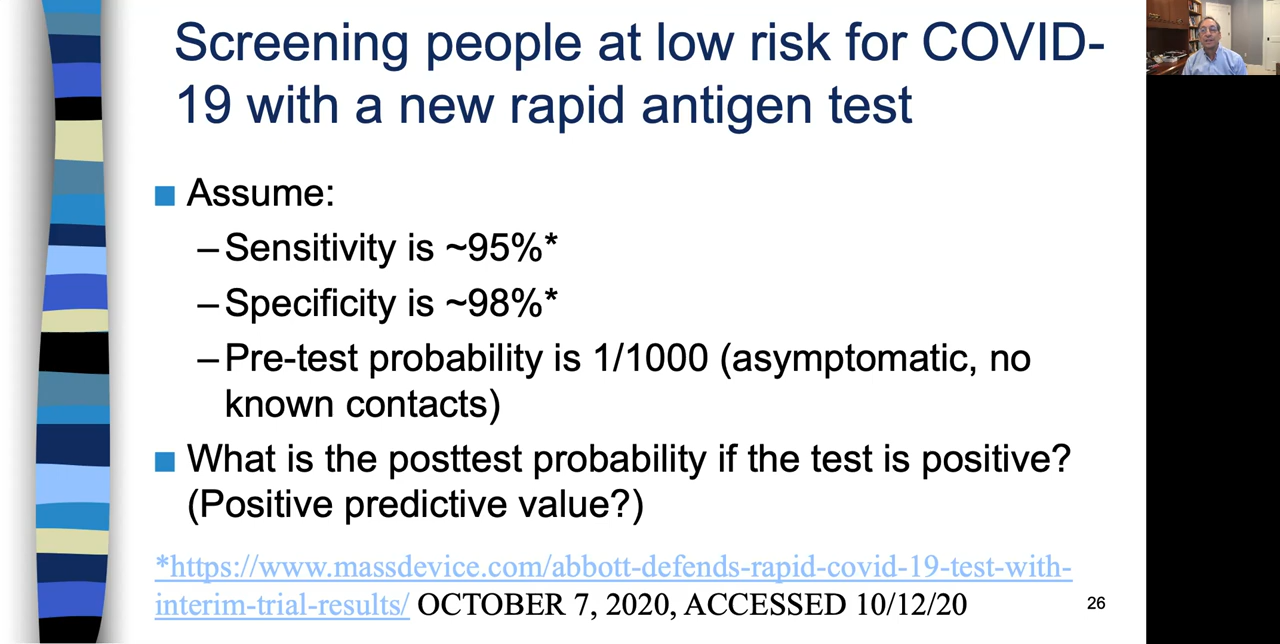 Screening people at low risk for COVID-
19 with a new rapid antigen test
Assume:
–Sensitivity is ~95%*
–Specificity is ~98%*
–Pre-test probability is 1/1000 (asymptomatic, no
known contacts)
What is the posttest probability if the test is positive?
(Positive predictive value?)
*https://www.massdevice.com/abbott-defends-rapid-covid-19-test-with-
interim-trial-results/ OCTOBER 7, 2020, ACCESSED 10/12/20
26